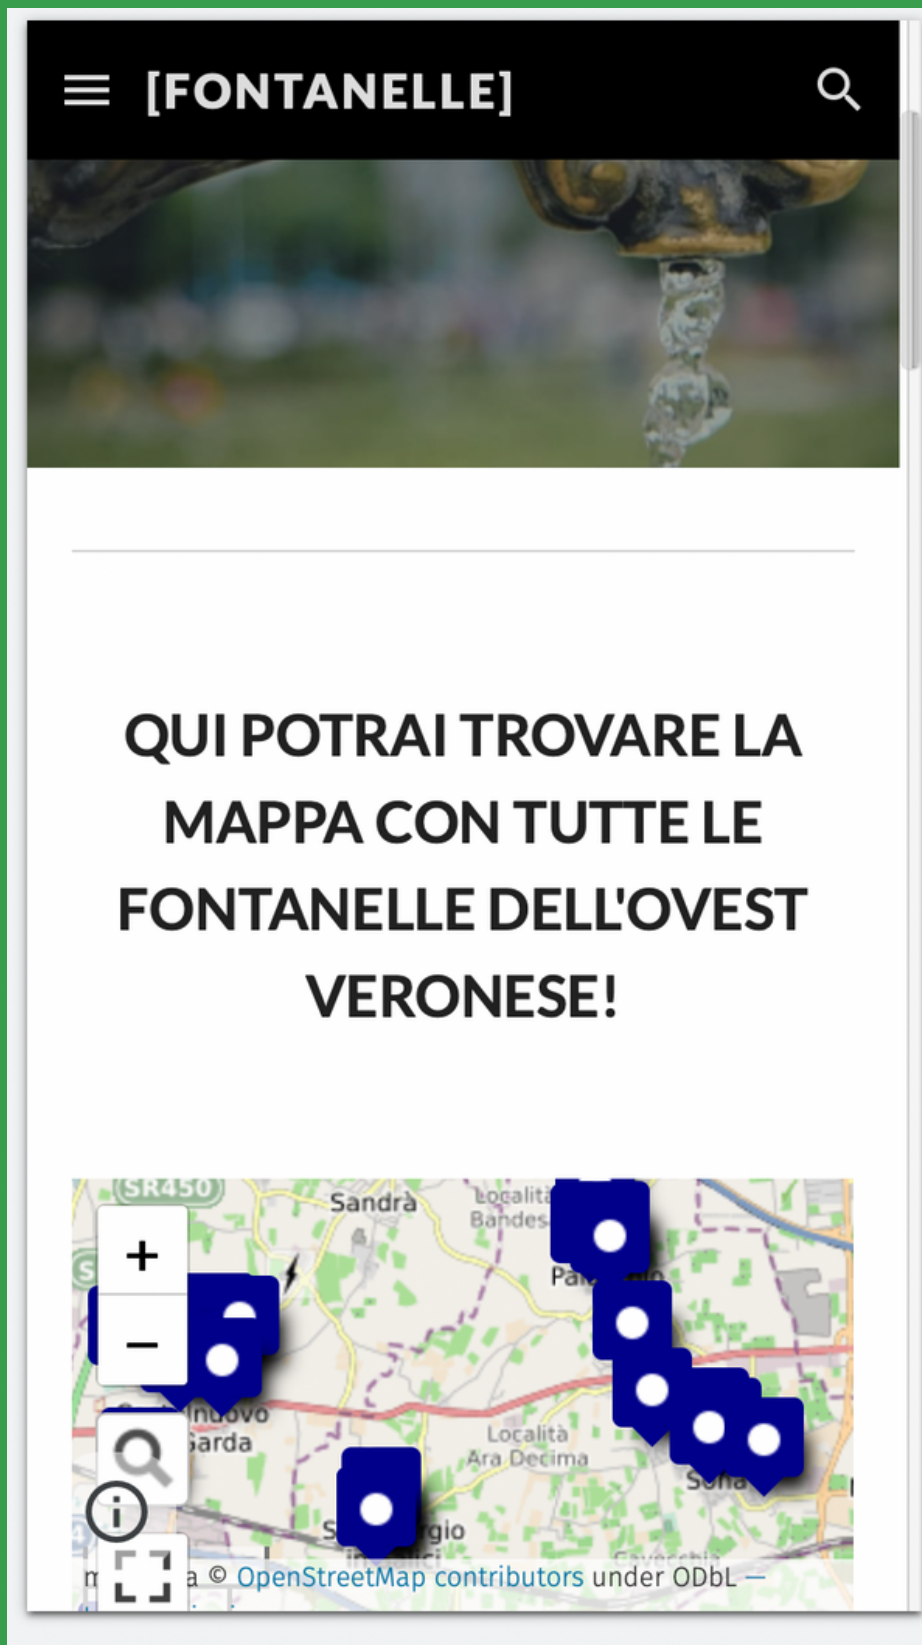 [FONTANELLE]
QUI POTRAI TROVARE LA
MAPPA CON TUTTE LE
FONTANELLE DELL'OVEST
VERONESE!
SR450
Sandrà
Località
+
−
Località
Garda
Ara Decima
i
© OpenStreetMap contributors under ODbL —